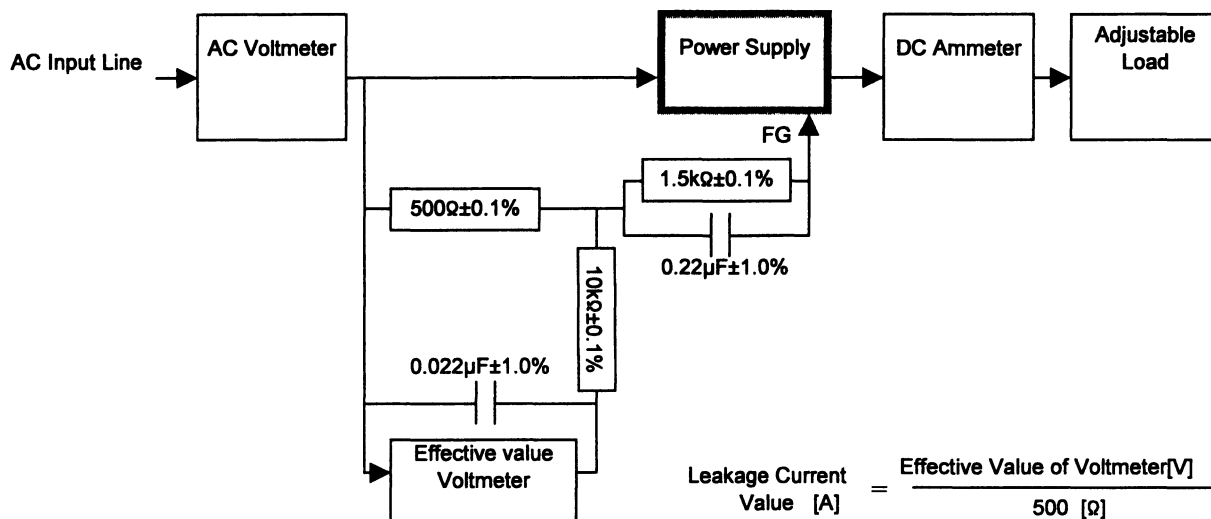 AC Input Line
AC Voltmeter
Power Supply
DC Ammeter
Adjustable
Load
FG
1.5kΩ±0.1%
500Ω±0.1%
0.22µF±1.0%
10kΩ±0.1%
0.022µF±1.0%
Effective value
Voltmeter
Leakage Current
Value [A]
=
Effective Value of Voltmeter[V]
500 [Ω]